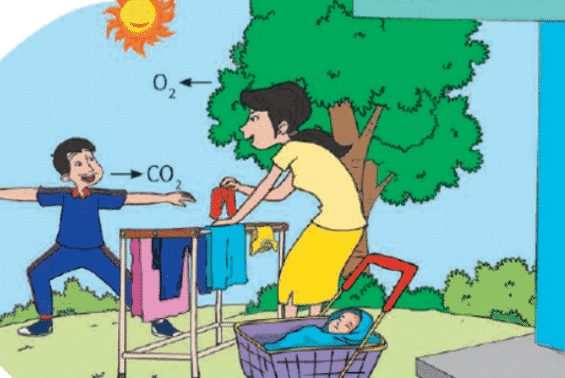 O₂ ←
→ CO₂